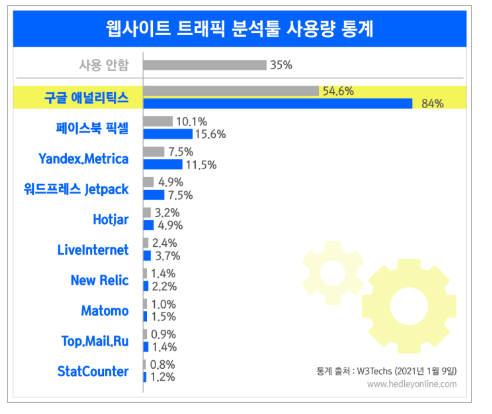 웹사이트 트래픽 분석툴 사용량 통계
사용 안함 35%
구글 애널리틱스 54.6%
84%
페이스북 픽셀 10.1%
15.6%
Yandex.Metrica 7.5%
11.5%
워드프레스 Jetpack 4.9%
7.5%
Hotjar 3.2%
4.9%
LiveInternet 2.4%
3.7%
New Relic 1.4%
2.2%
Matomo 1.0%
1.5%
Top.Mail.Ru 0.9%
1.4%
StatCounter 0.8%
1.2%
통계 출처 : W3Techs (2021년 1월 9일)
www.hedleyonline.com